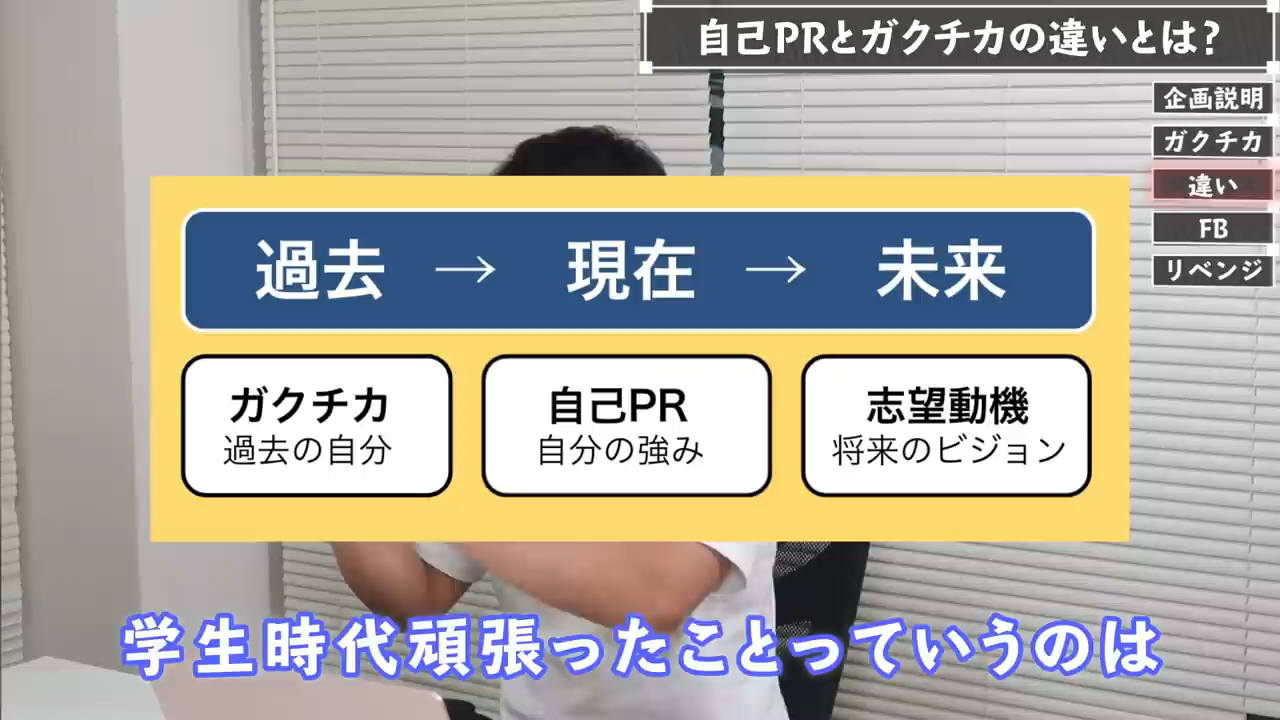 自己PRとガクチカの違いとは?
企画説明
ガクチカ
違い
FB
リベンジ
過去 → 現在 → 未来
ガクチカ
過去の自分
自己PR
自分の強み
志望動機
将来のビジョン
学生時代頑張ったことっていうのは